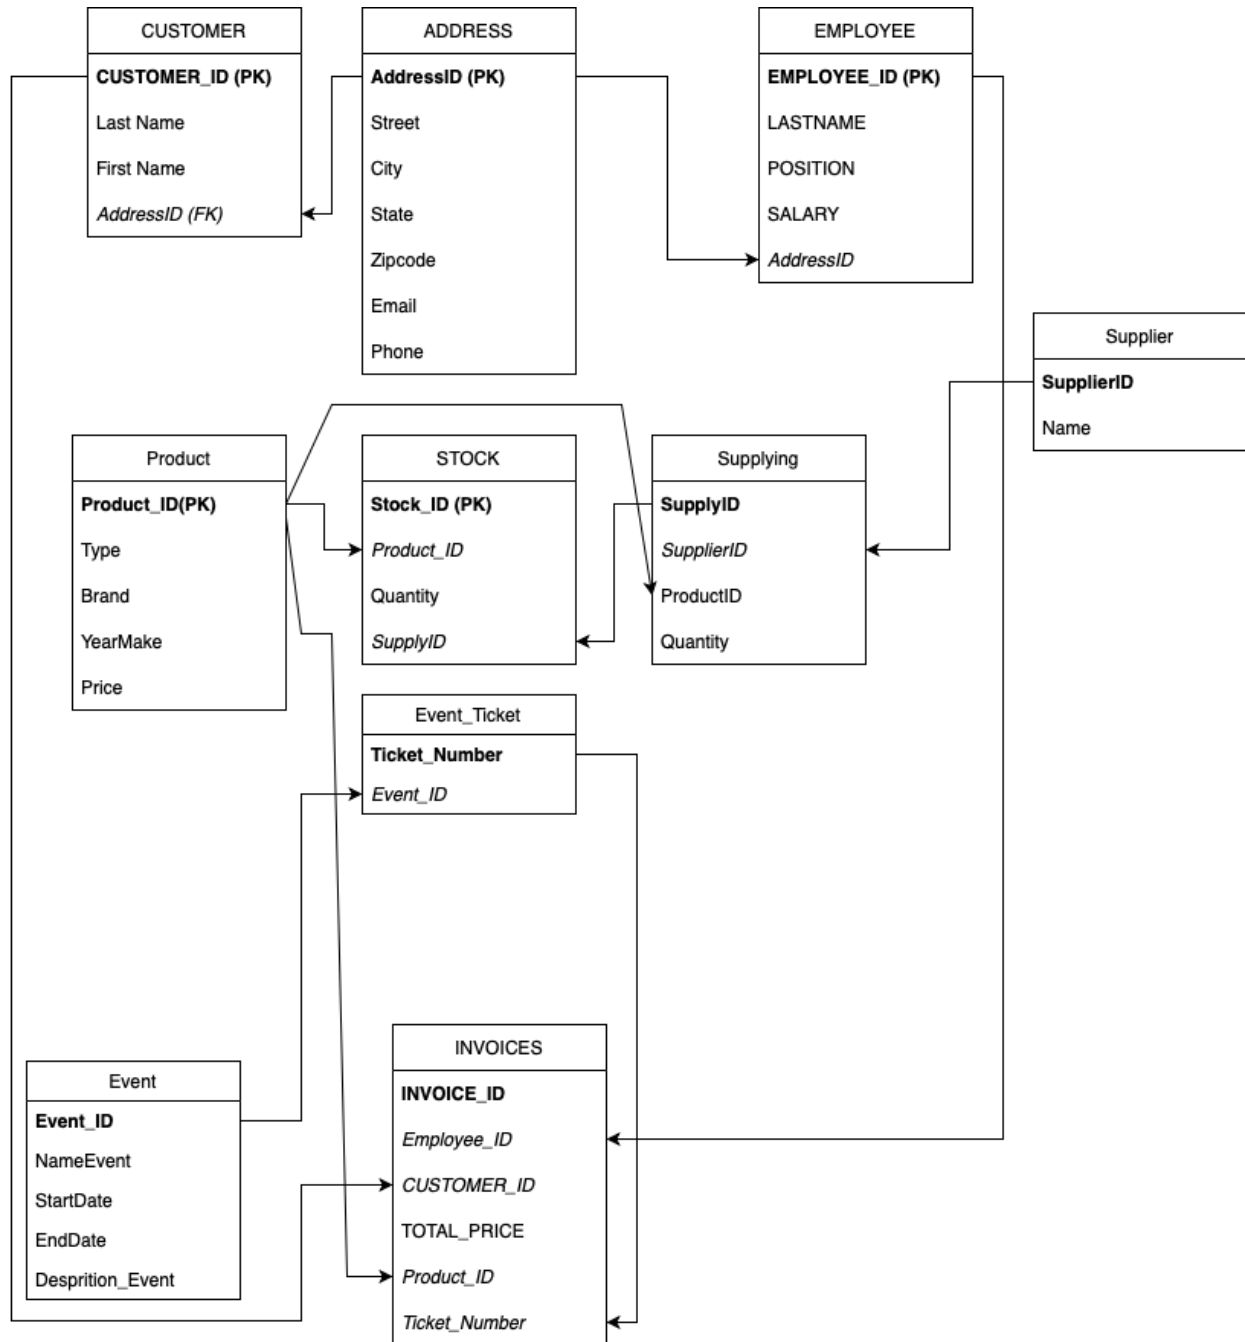 CUSTOMER
CUSTOMER_ID (PK)
Last Name
First Name
AddressID (FK)
ADDRESS
AddressID (PK)
Street
City
State
Zipcode
Email
Phone
EMPLOYEE
EMPLOYEE_ID (PK)
LASTNAME
POSITION
SALARY
AddressID
Supplier
SupplierID
Name
Product
Product_ID(PK)
Type
Brand
YearMake
Price
STOCK
Stock_ID (PK)
Product_ID
Quantity
SupplyID
Supplying
SupplyID
SupplierID
ProductID
Quantity
Event_Ticket
Ticket_Number
Event_ID
Event
Event_ID
NameEvent
StartDate
EndDate
Desprition_Event
INVOICES
INVOICE_ID
Employee_ID
CUSTOMER_ID
TOTAL_PRICE
Product_ID
Ticket_Number